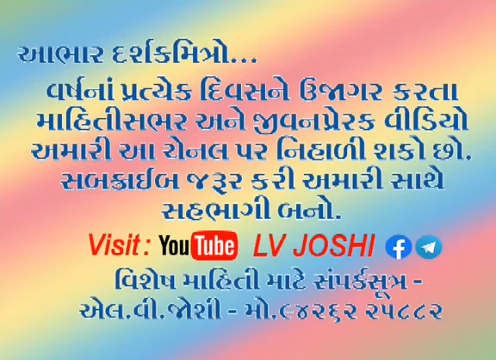 આભાર દર્શકમિત્રો...
વર્ષનાં પ્રત્યેક દિવસને ઉજાગર કરતા
માહિતીસભર અને જીવનપ્રેરક વીડિયો
અમારી આ ચેનલ પર નિહાળી શકો છો.
સબક્રાઈબ જરૂર કરી અમારી સાથે
સહભાગી બનો.
Visit : YouTube LV JOSHI
વિશેષ માહિતી માટે સંપર્કસૂત્ર -
એલ.વી.જોશી - મો.૯૪૨૬૨ ૨૫૮૮૨